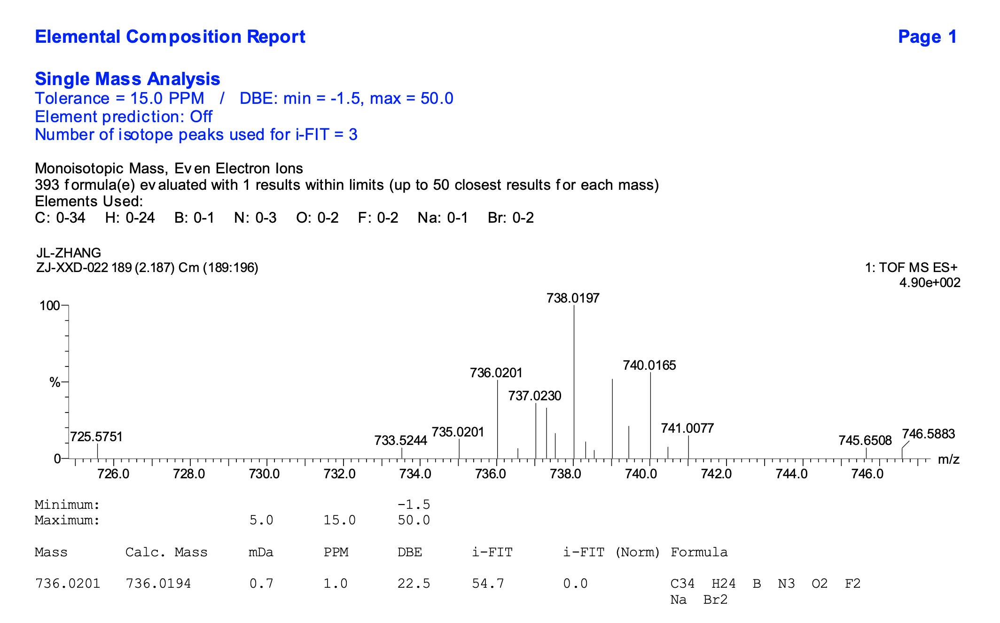 Elemental Composition Report Page 1
Single Mass Analysis
Tolerance = 15.0 PPM / DBE: min = -1.5, max = 50.0
Element prediction: Off
Number of isotope peaks used for i-FIT = 3
Monoisotopic Mass, Even Electron Ions
393 formula(e) evaluated with 1 results within limits (up to 50 closest results for each mass)
Elements Used:
C: 0-34 H: 0-24 B: 0-1 N: 0-3 O: 0-2 F: 0-2 Na: 0-1 Br: 0-2
JL-ZHANG
ZJ-XXD-022 189 (2.187) Cm (189:196) 1: TOF MS ES+
4.90e+002
738.0197
100
740.0165
736.0201
%
737.0230
741.0077
735.0201
746.5883
725.5751
733.5244
745.6508
0
m/z
726.0 728.0 730.0 732.0 734.0 736.0 738.0 740.0 742.0 744.0 746.0
Minimum: -1.5
Maximum: 5.0 15.0 50.0
Mass Calc. Mass mDa PPM DBE i-FIT i-FIT (Norm) Formula
736.0201 736.0194 0.7 1.0 22.5 54.7 0.0 C34 H24 B N3 O2 F2
Na Br2